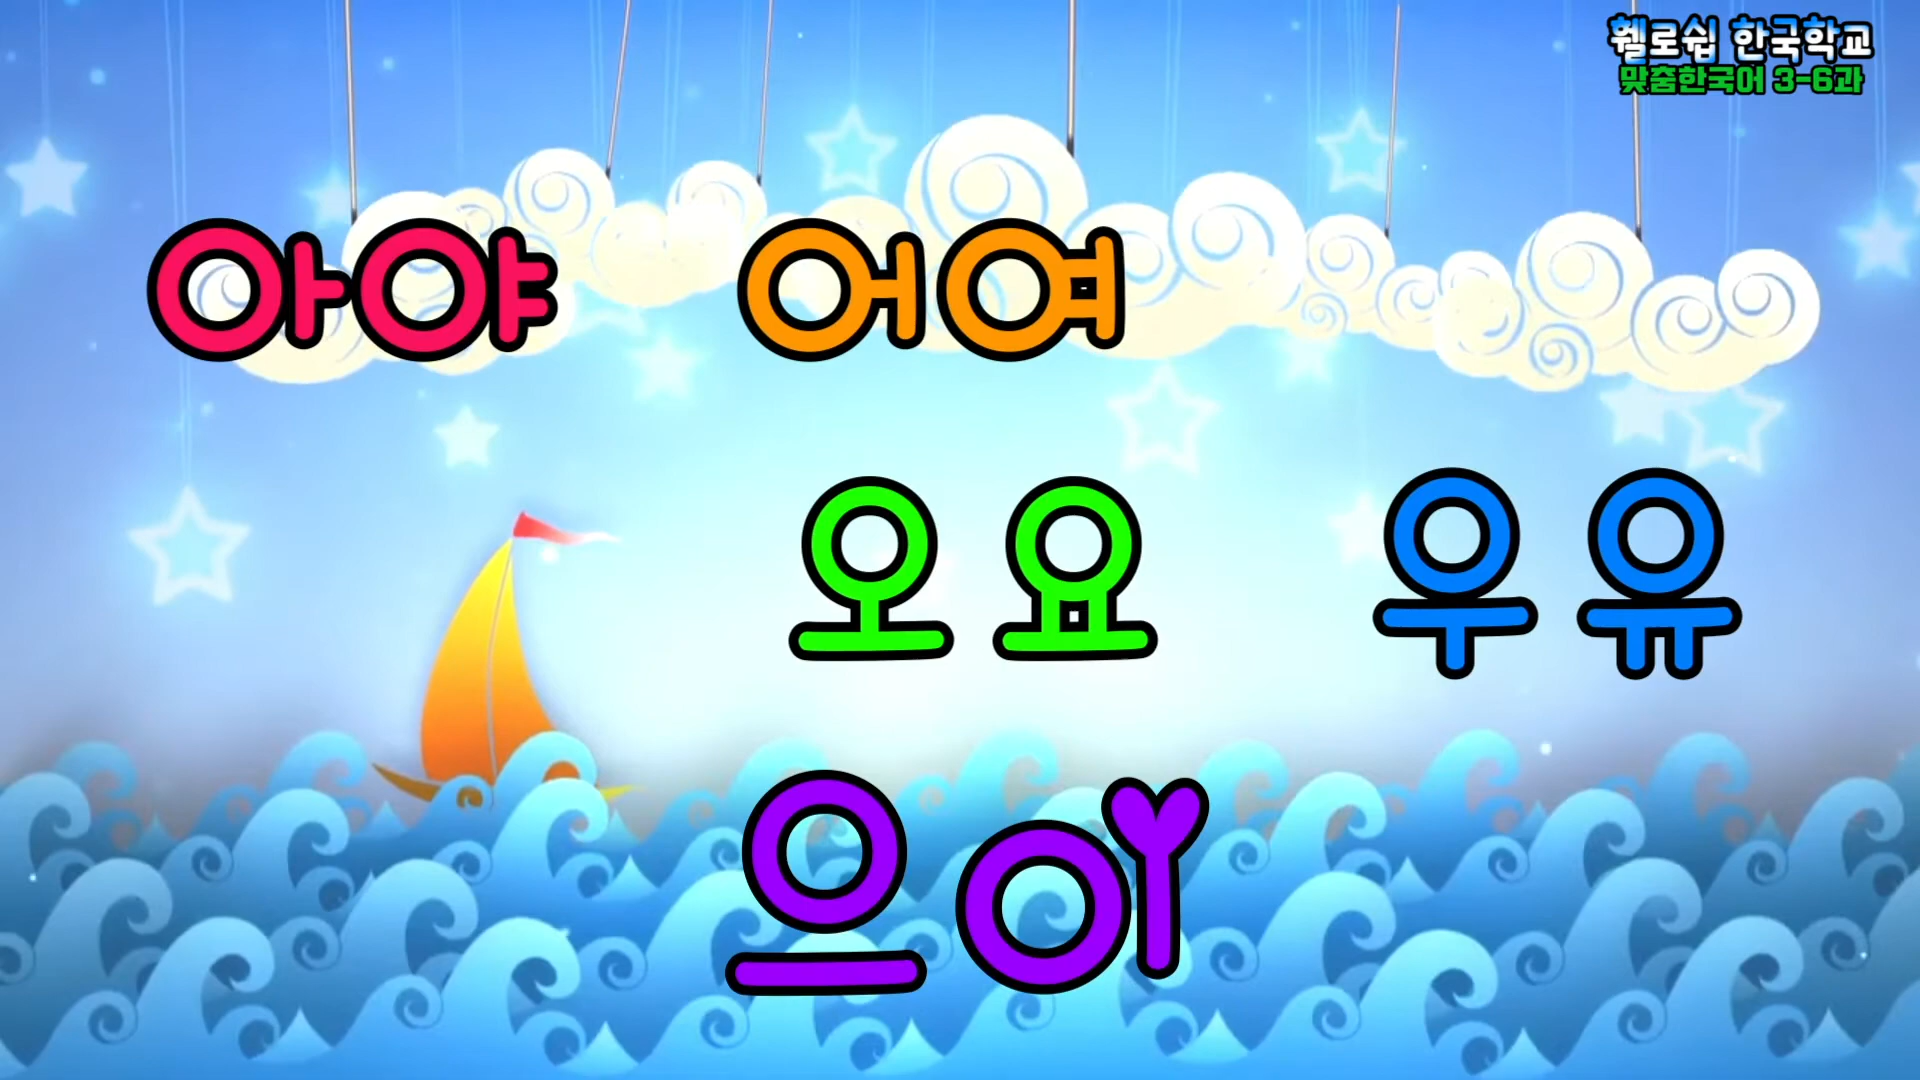 휄로쉽 한국학교
맞춤한국어 3-6과
아야 어여
오요 우유
으이